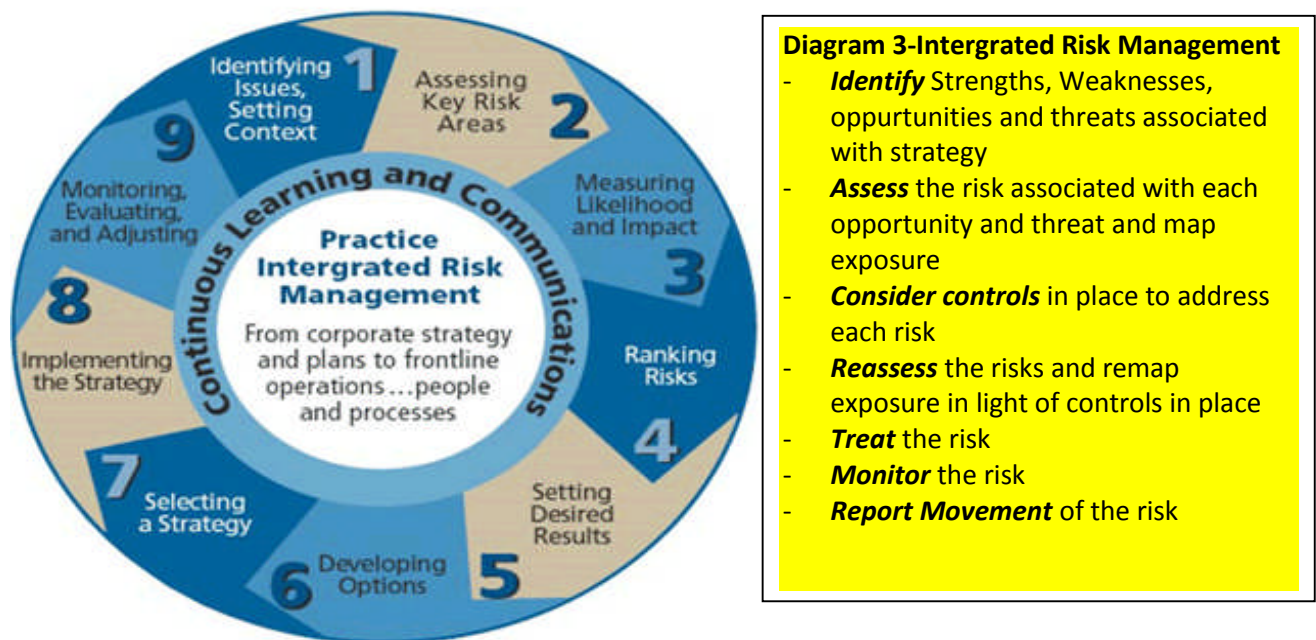 1
Identifying
Issues,
Setting
Context
Assessing
Key Risk
Areas
2
Measuring
Likelihood
and Impact
3
Ranking
Risks
4
Setting
Desired
Results
5
Developing
Options
6
7
Selecting
a Strategy
8
Implementing
the Strategy
9
Monitoring,
Evaluating,
and Adjusting
Continuous Learning and Communications
Practice
Intergrated Risk
Management
From corporate strategy
and plans to frontline
operations...people
and processes
Diagram 3-Intergrated Risk Management
- Identify Strengths, Weaknesses,
oppurtunities and threats associated
with strategy
- Assess the risk associated with each
opportunity and threat and map
exposure
- Consider controls in place to address
each risk
- Reassess the risks and remap
exposure in light of controls in place
- Treat the risk
- Monitor the risk
- Report Movement of the risk